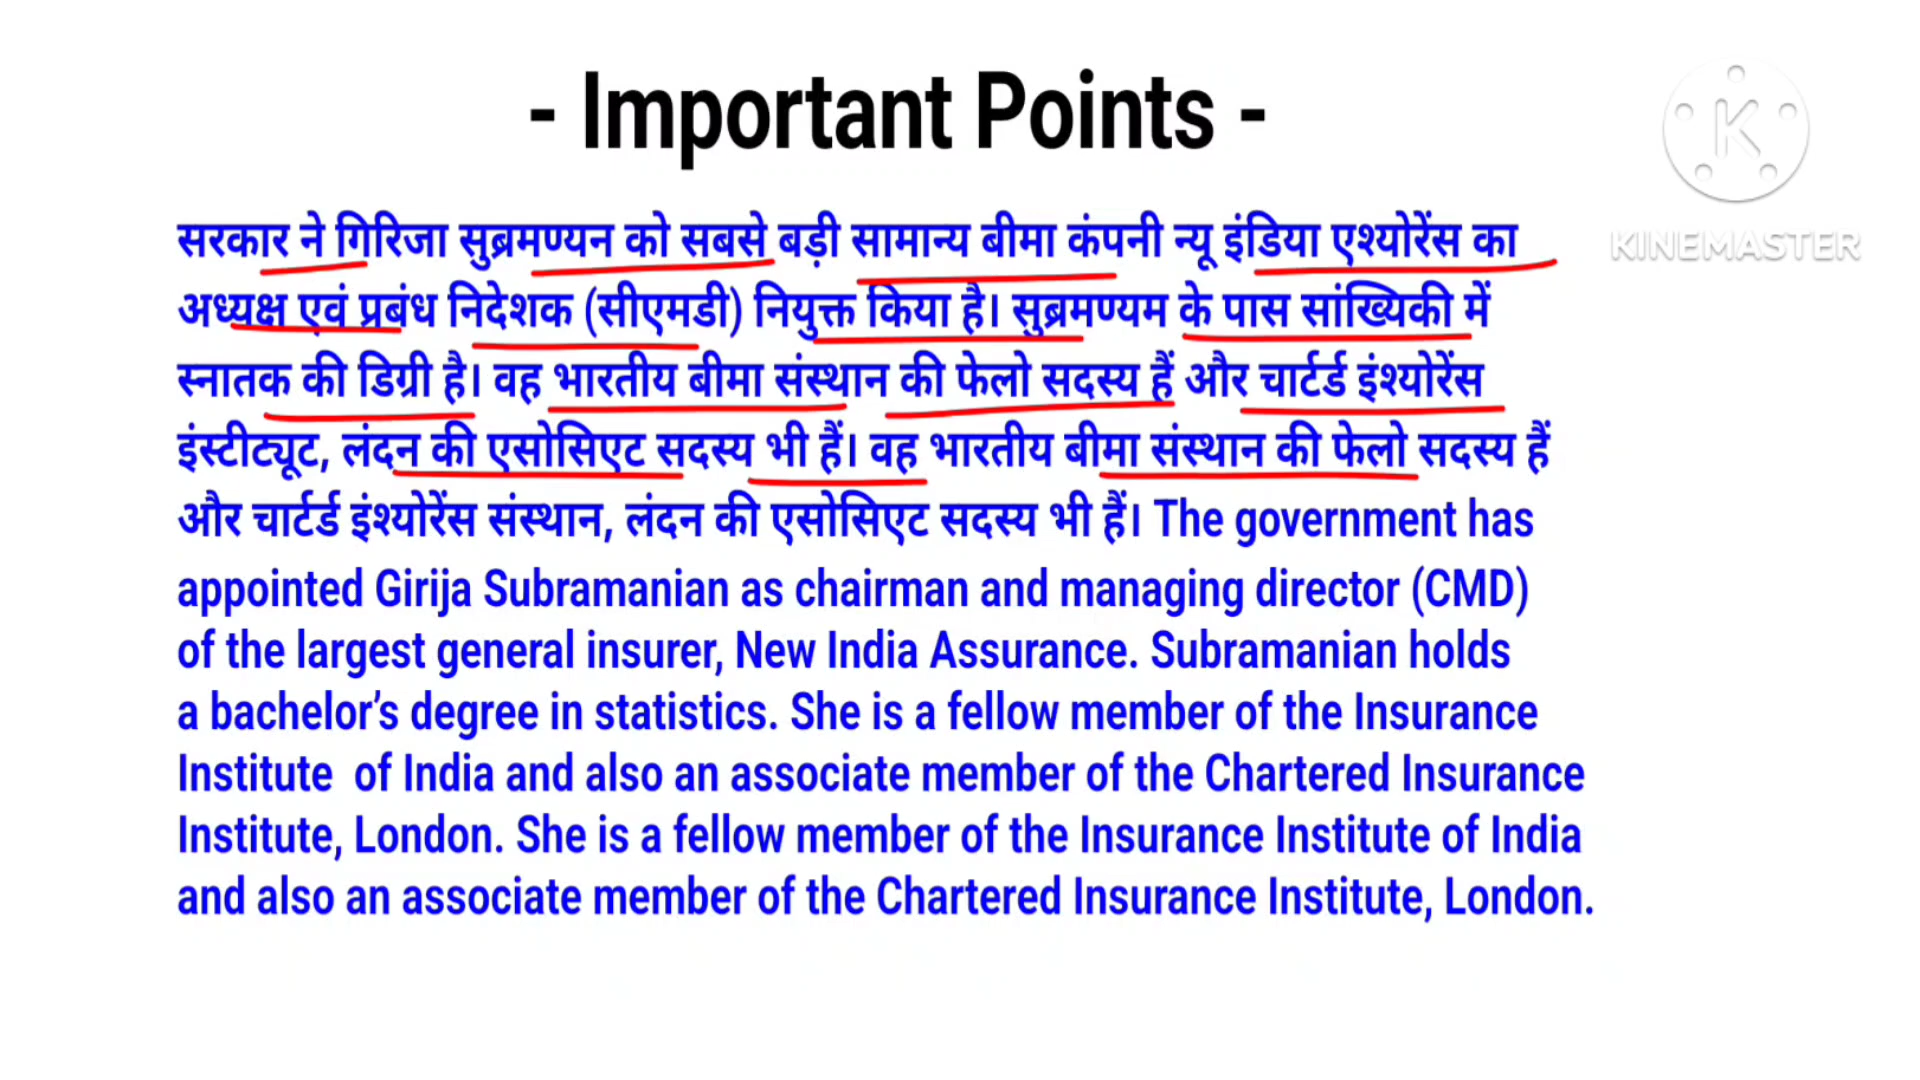 - Important Points -
KINEMASTER
सरकार ने गिरिजा सुब्रमण्यन को सबसे बड़ी सामान्य बीमा कंपनी न्यू इंडिया एश्योरेंस का
अध्यक्ष एवं प्रबंध निदेशक (सीएमडी) नियुक्त किया है। सुब्रमण्यम के पास सांख्यिकी में
स्नातक की डिग्री है। वह भारतीय बीमा संस्थान की फेलो सदस्य हैं और चार्टर्ड इंश्योरेंस
इंस्टीट्यूट, लंदन की एसोसिएट सदस्य भी हैं। वह भारतीय बीमा संस्थान की फेलो सदस्य हैं
और चार्टर्ड इंश्योरेंस संस्थान, लंदन की एसोसिएट सदस्य भी हैं। The government has
appointed Girija Subramanian as chairman and managing director (CMD)
of the largest general insurer, New India Assurance. Subramanian holds
a bachelor’s degree in statistics. She is a fellow member of the Insurance
Institute of India and also an associate member of the Chartered Insurance
Institute, London. She is a fellow member of the Insurance Institute of India
and also an associate member of the Chartered Insurance Institute, London.